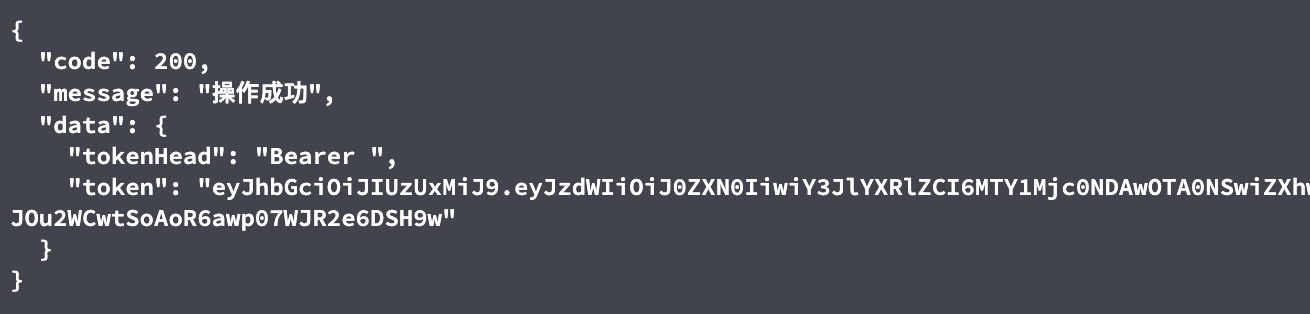 {
"code": 200,
"message": "操作成功",
"data": {
"tokenHead": "Bearer ",
"token": "eyJhbGciOiJIUzUxMiJ9.eyJzdWIiOiJ0ZXN0IiwiY3JlYXRlZCI6MTY1Mjc0NDAwOTA0NSwiZXhw
JOu2WCwtSoAoR6awp07WJR2e6DSH9w"
}
}